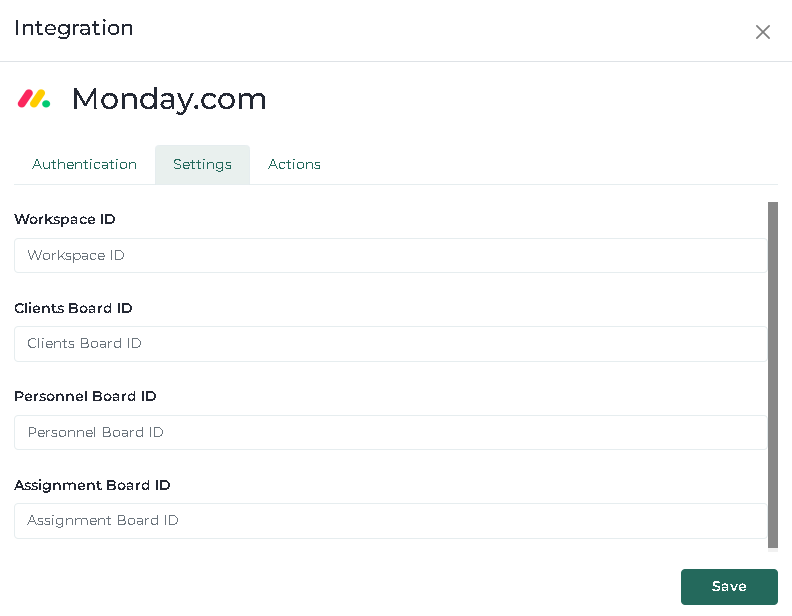 Integration
Monday.com
Authentication Settings Actions
Workspace ID
Workspace ID
Clients Board ID
Clients Board ID
Personnel Board ID
Personnel Board ID
Assignment Board ID
Assignment Board ID
Save